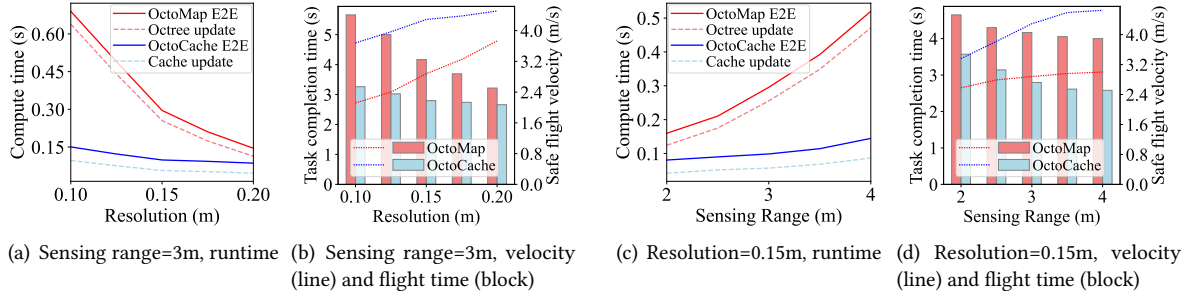 Compute time (s)
0.60
0.45
0.30
0.15
0.10
0.15
0.20
Resolution (m)
OctoMap E2E
Octree update
OctoCache E2E
Cache update
Task completion time (s)
5
4
3
2
1
0
0.10
0.15
0.20
Resolution (m)
OctoMap
OctoCache
4.0
3.2
2.4
1.6
0.8
0.0
Safe flight velocity (m/s)
Compute time (s)
0.5
0.4
0.3
0.2
0.1
2
3
4
Sensing Range (m)
OctoMap E2E
Octree update
OctoCache E2E
Cache update
Task completion time (s)
4
3
2
1
0
2
3
4
Sensing Range (m)
OctoMap
OctoCache
4.0
3.2
2.4
1.6
0.8
0.0
Safe flight velocity (m/s)
(a) Sensing range=3m, runtime
(b) Sensing range=3m, velocity
(line) and flight time (block)
(c) Resolution=0.15m, runtime
(d) Resolution=0.15m, velocity
(line) and flight time (block)